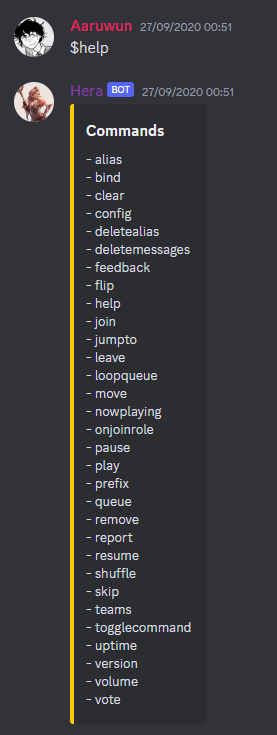 Aaruwun 27/09/2020 00:51
$help
Hera BOT 27/09/2020 00:51
Commands
- alias
- bind
- clear
- config
- deletealias
- deletemessages
- feedback
- flip
- help
- join
- jumpto
- leave
- loopqueue
- move
- nowplaying
- onjoinrole
- pause
- play
- prefix
- queue
- remove
- report
- resume
- shuffle
- skip
- teams
- togglecommand
- uptime
- version
- volume
- vote